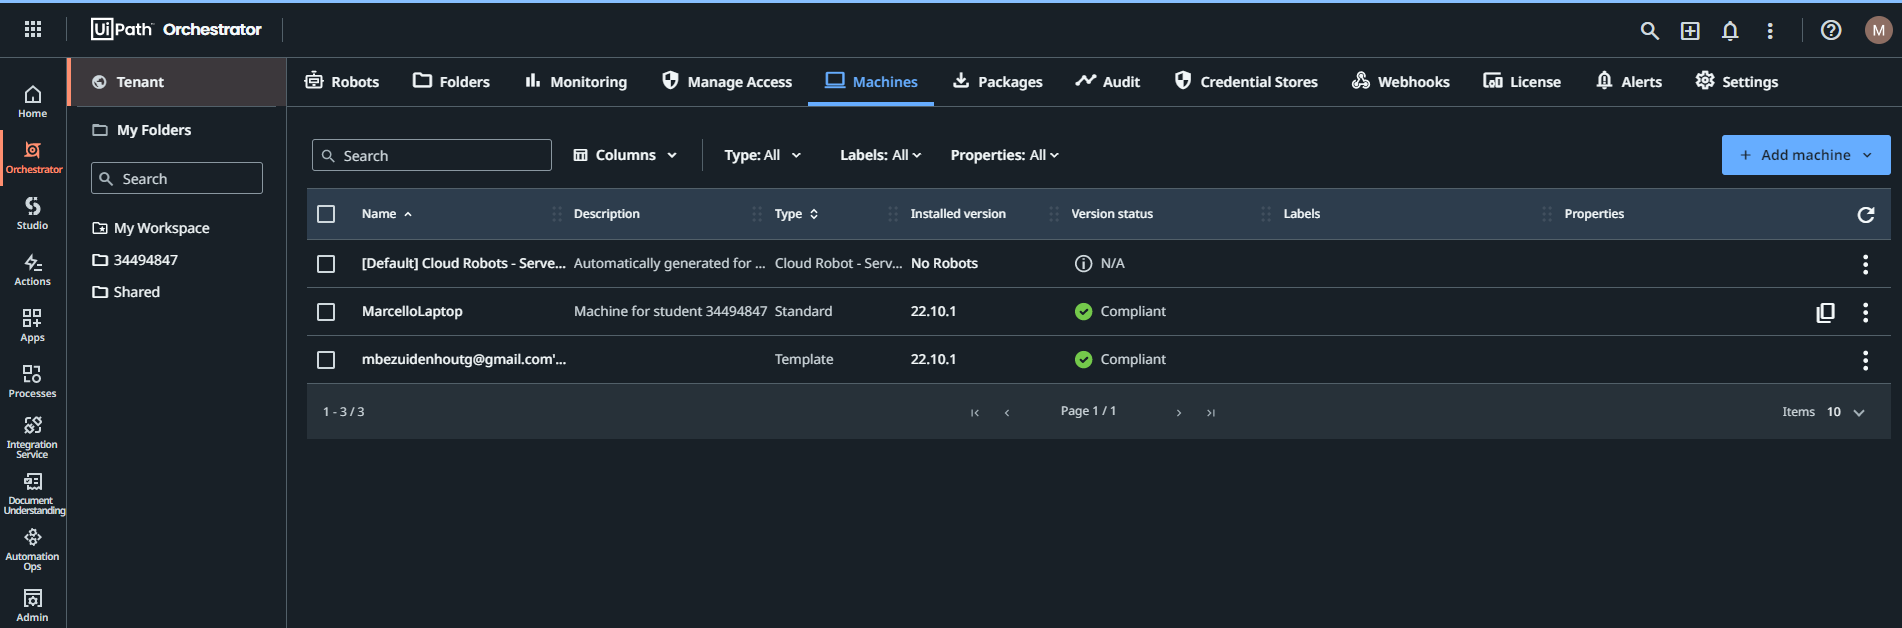 UiPath Orchestrator
M
Home
Orchestrator
Studio
Actions
Apps
Processes
Integration
Service
Document
Understanding
Automation
Ops
Admin
Tenant
My Folders
Search
My Workspace
34494847
Shared
Robots Folders Monitoring Manage Access Machines Packages Audit Credential Stores Webhooks License Alerts Settings
Search Columns Type: All Labels: All Properties: All + Add machine
Name Description Type Installed version Version status Labels Properties
[Default] Cloud Robots - Serve... Automatically generated for ... Cloud Robot - Serv... No Robots N/A
MarcelloLaptop Machine for student 34494847 Standard 22.10.1 Compliant
mbezuidenhoutg@gmail.com'... Template 22.10.1 Compliant
1 - 3 / 3 Page 1 / 1 Items 10